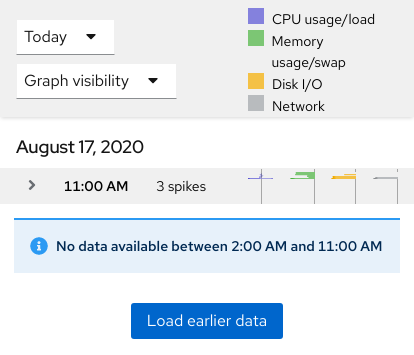 Today
Graph visibility
CPU usage/load
Memory
usage/swap
Disk I/O
Network
August 17, 2020
11:00 AM 3 spikes
No data available between 2:00 AM and 11:00 AM
Load earlier data